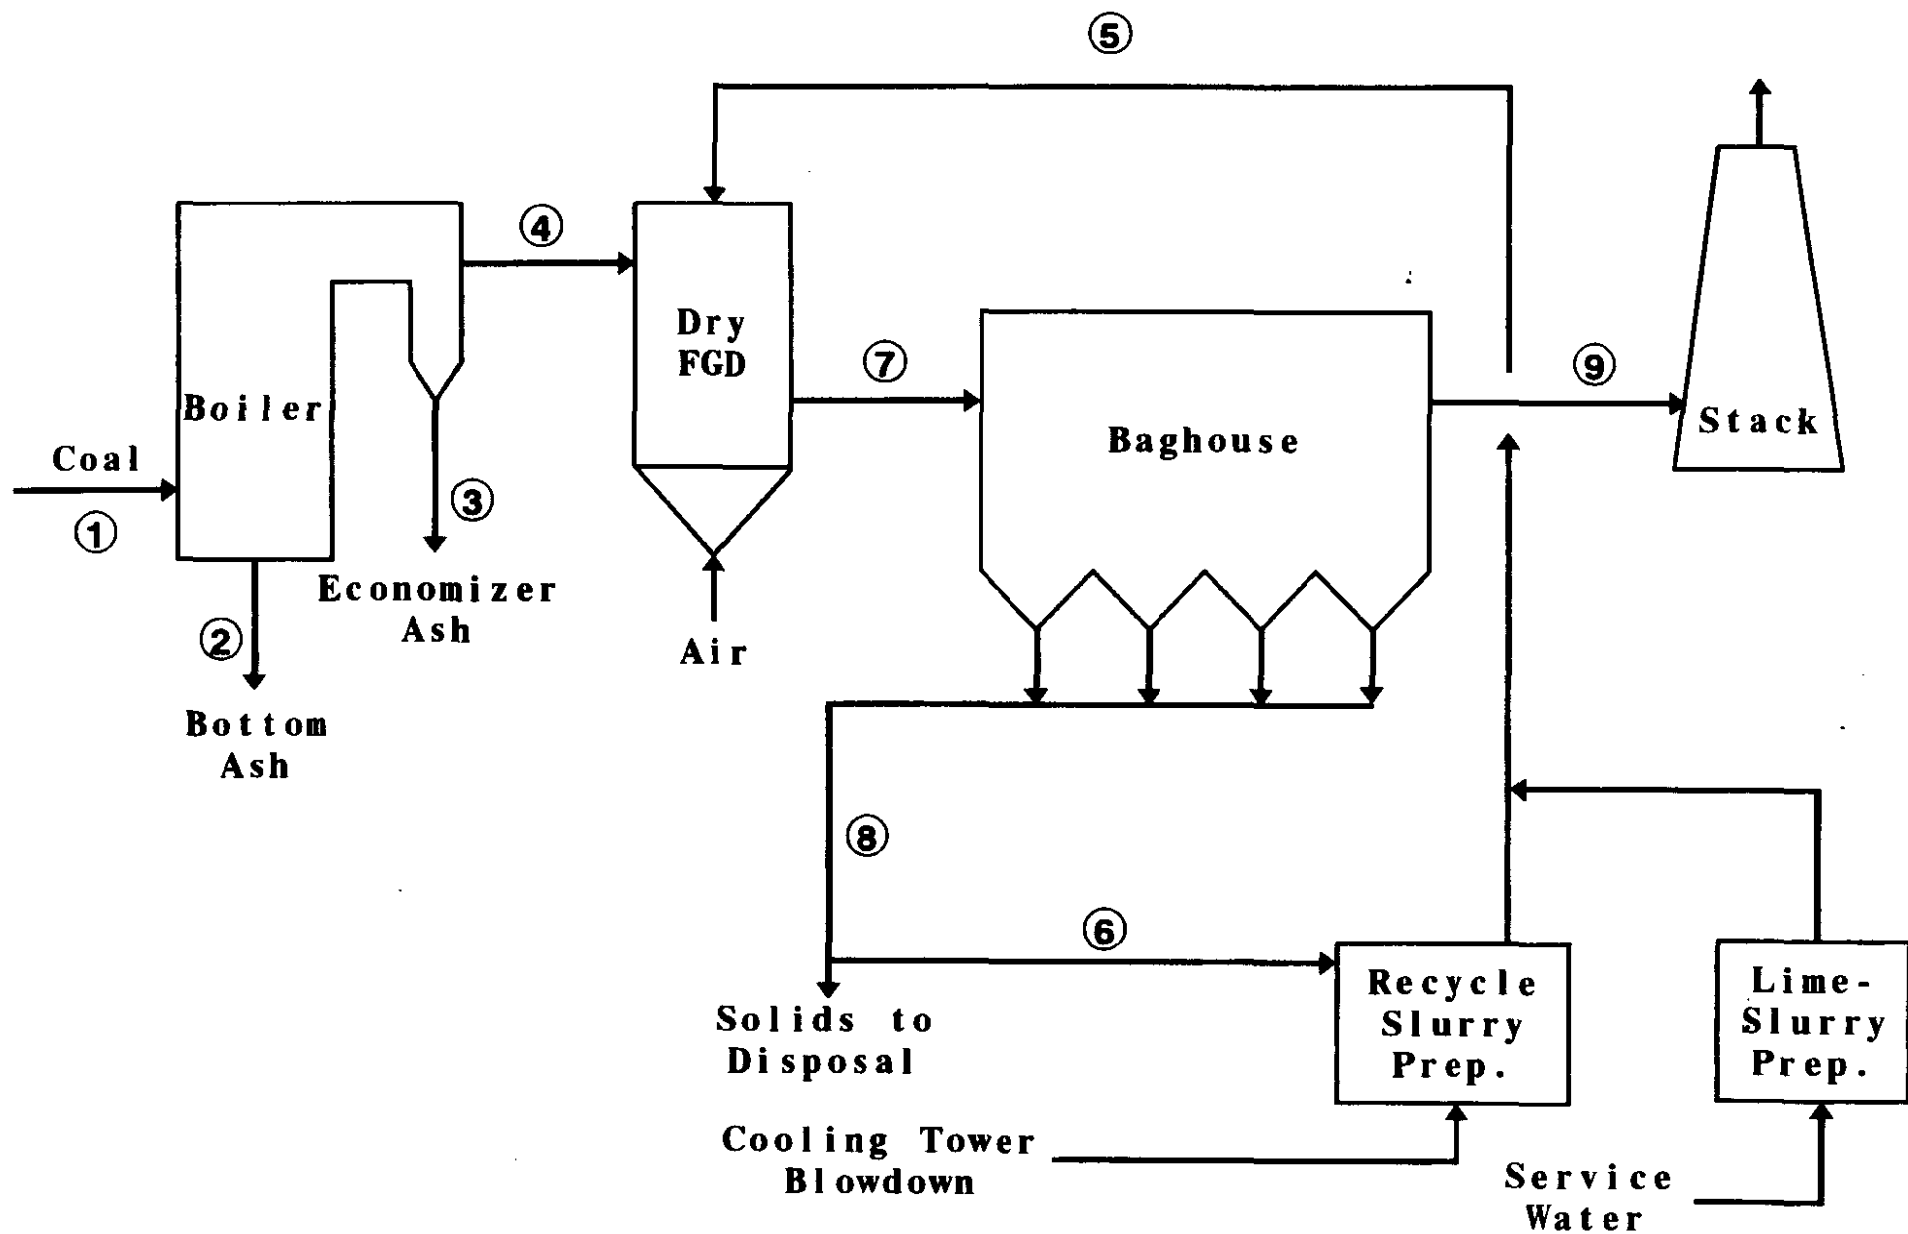 5
4
Dry
FGD
7
9
Boiler
Baghouse
Stack
Coal
1
3
Economizer
Ash
2
Air
Bottom
Ash
8
6
Recycle
Slurry
Prep.
Lime-
Slurry
Prep.
Solids to
Disposal
Cooling Tower
Blowdown
Service
Water